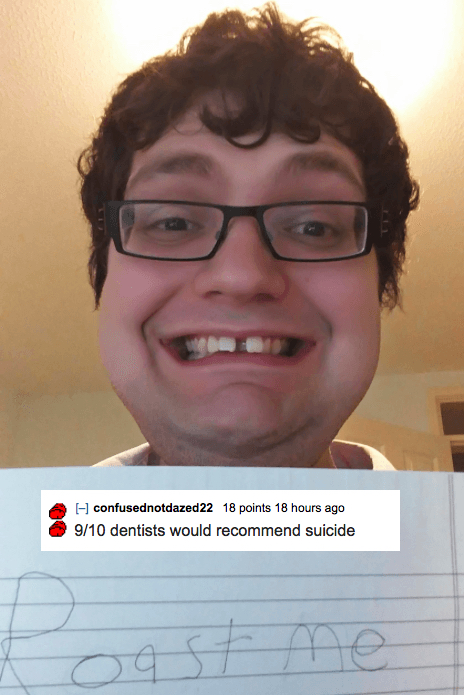 [–] confusednotdazed22 18 points 18 hours ago
9/10 dentists would recommend suicide
Roast me